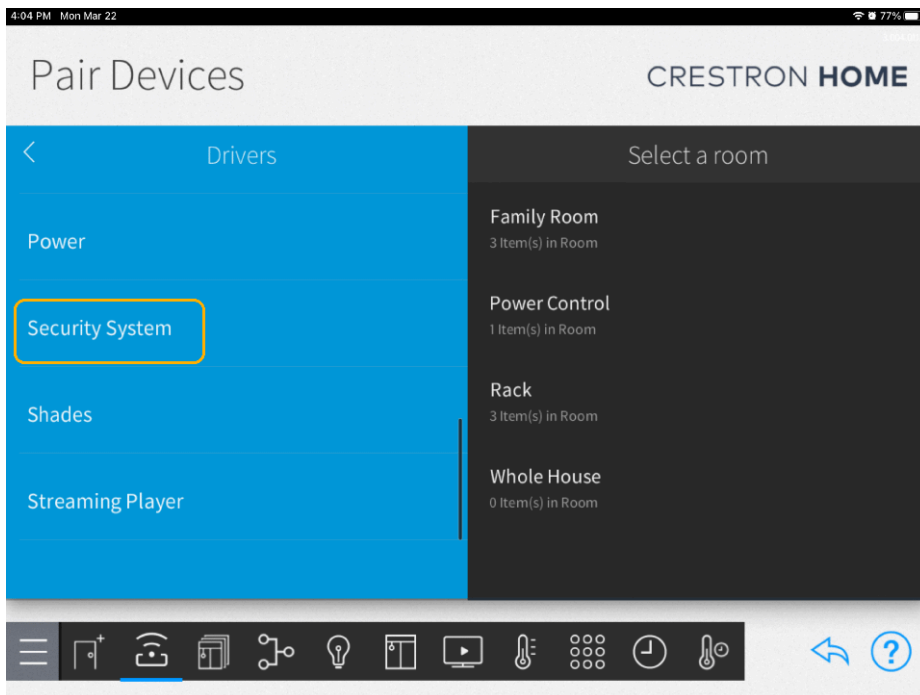 4:04 PM Mon Mar 22
77%
Pair Devices
CRESTRON HOME
Drivers
Power
Security System
Shades
Streaming Player
Select a room
Family Room
3 Item(s) in Room
Power Control
1 Item(s) in Room
Rack
3 Item(s) in Room
Whole House
0 Item(s) in Room
?